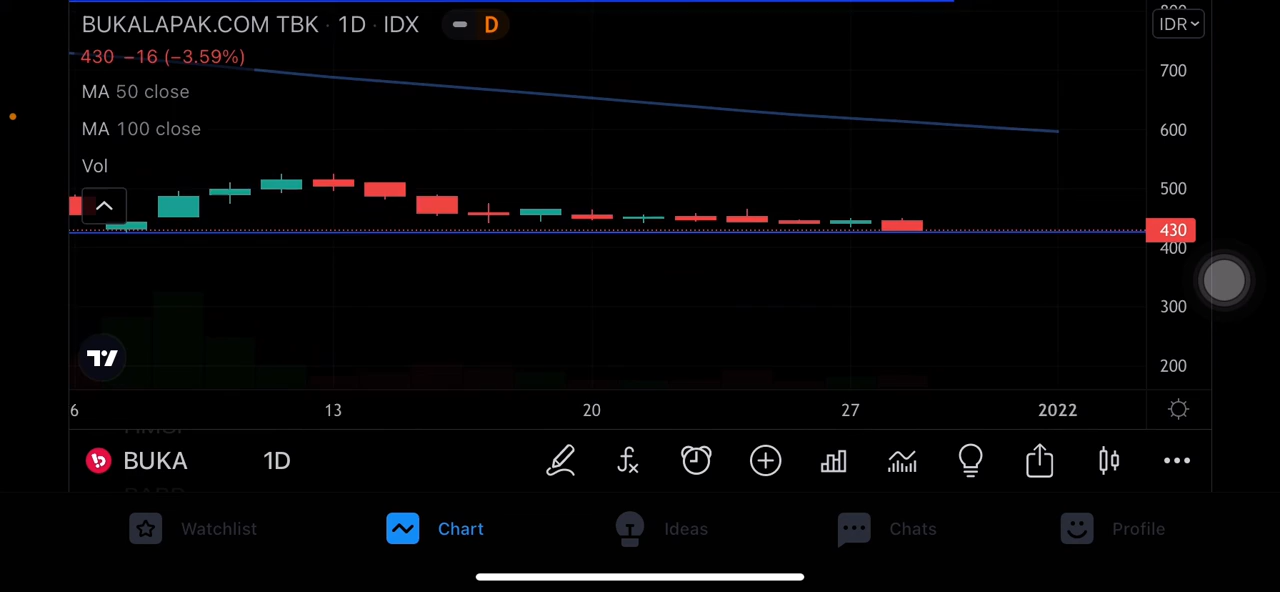 BUKALAPAK.COM TBK · 1D · IDX D IDR
430 −16 (−3.59%)
700
MA 50 close
MA 100 close
600
Vol
500
430
400
300
200
6 13 20 27 2022
BUKA 1D
Watchlist Chart Ideas Chats Profile